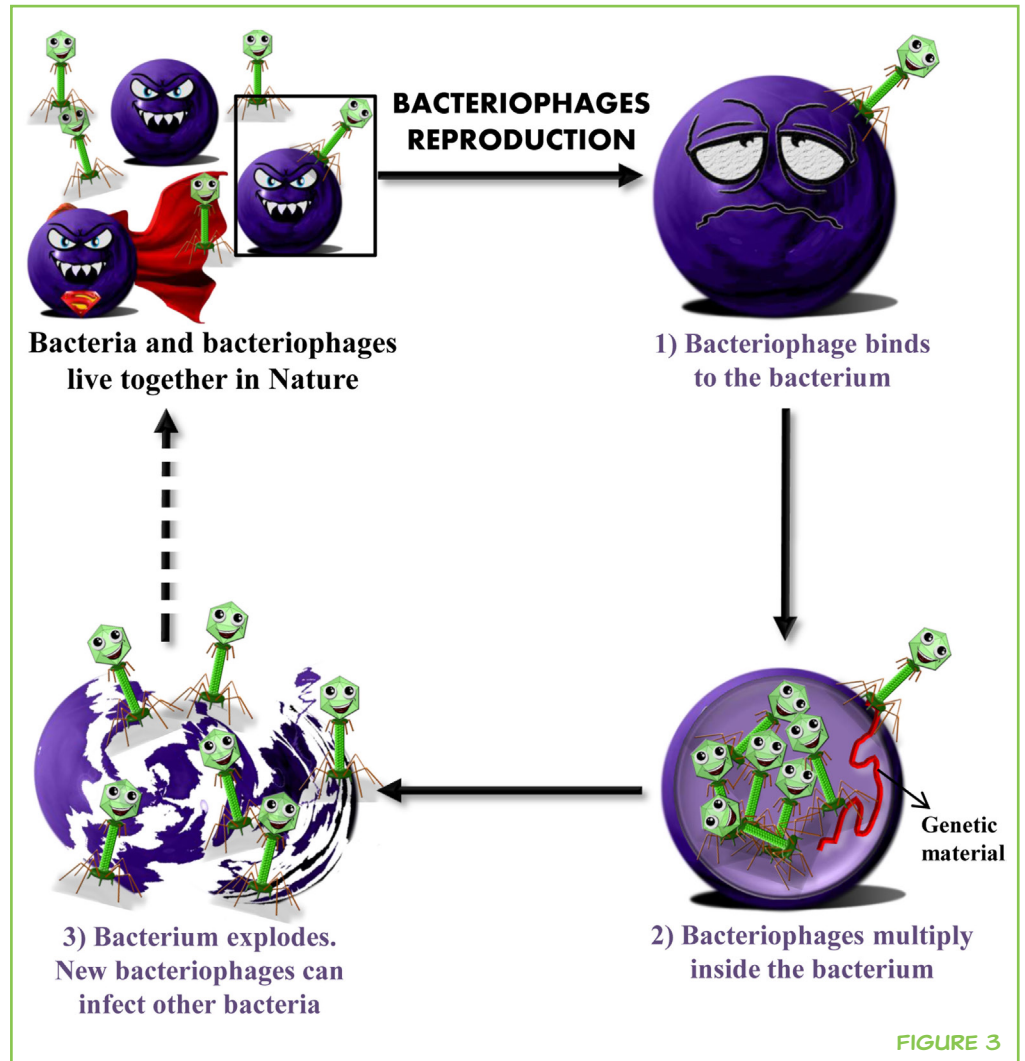 BACTERIOPHAGES
REPRODUCTION
Bacteria and bacteriophages
live together in Nature
1) Bacteriophage binds
to the bacterium
Genetic
material
2) Bacteriophages multiply
inside the bacterium
3) Bacterium explodes.
New bacteriophages can
infect other bacteria
FIGURE 3